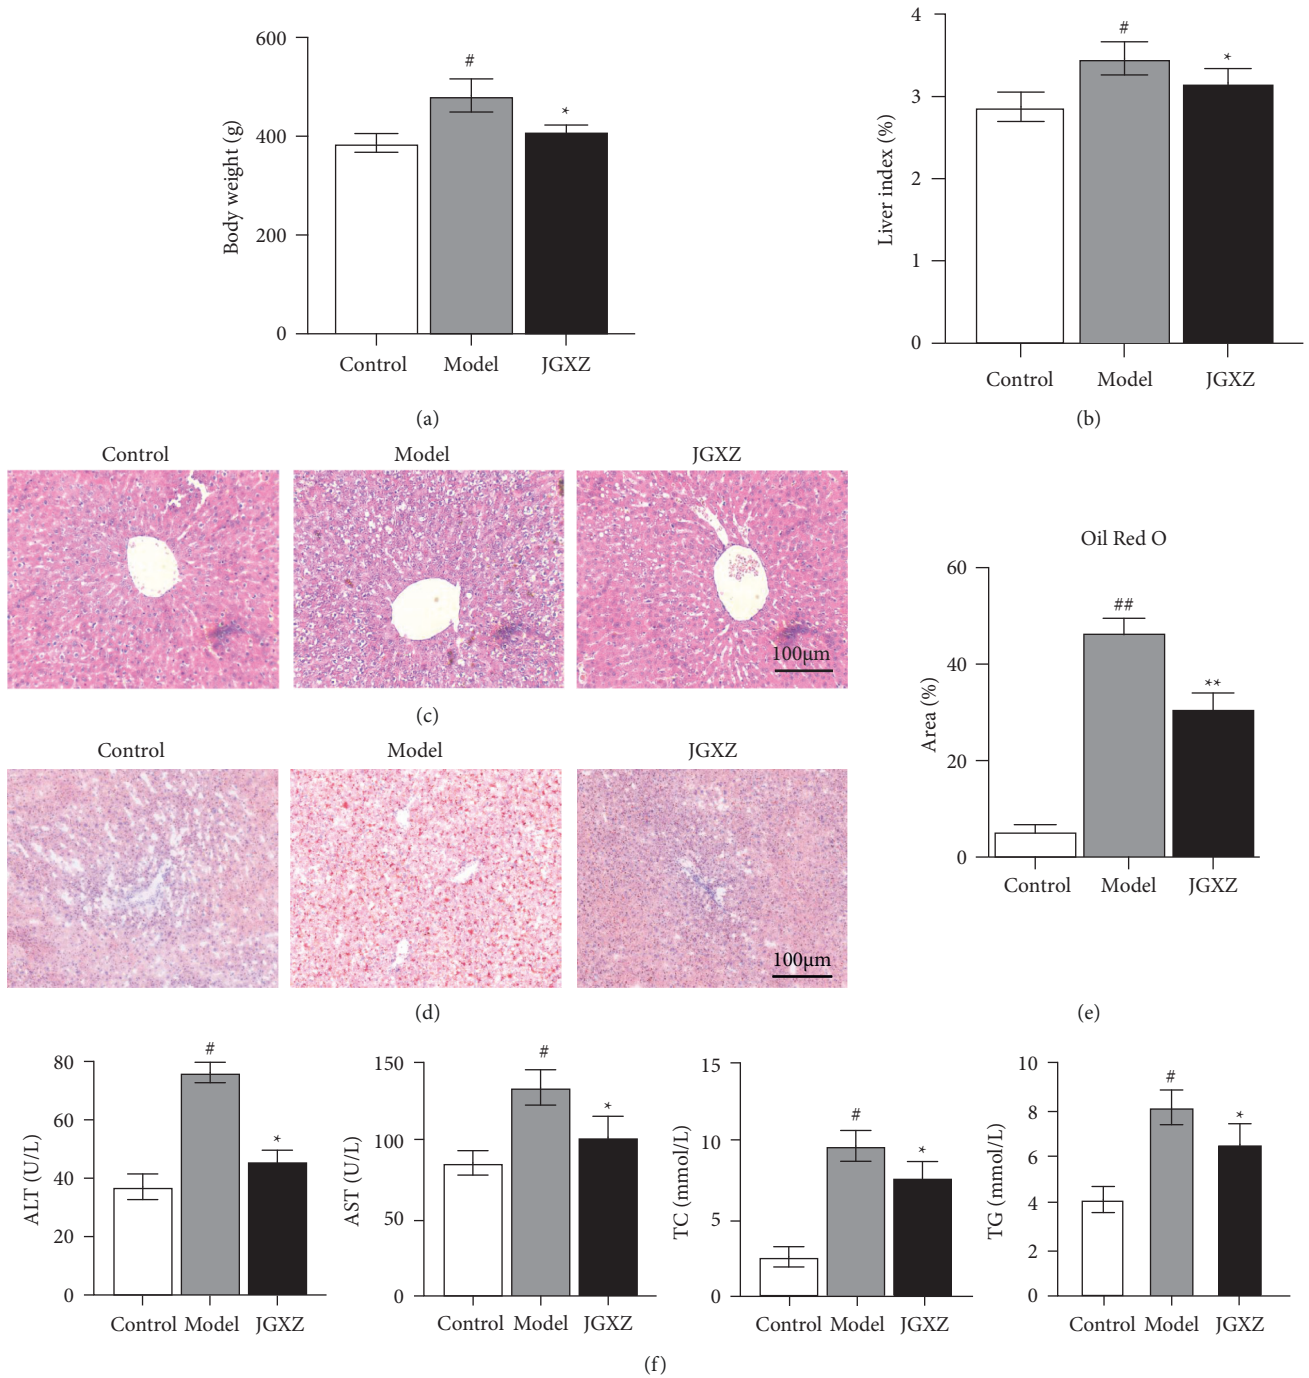 600
400
200
0
Body weight (g)
#
*
Control Model JGXZ
(a)
4
3
2
1
0
Liver index (%)
#
*
Control Model JGXZ
(b)
Control Model JGXZ
100μm
(c)
Control Model JGXZ
100μm
(d)
Oil Red O
60
40
20
0
Area (%)
##
**
Control Model JGXZ
(e)
80
60
40
20
0
ALT (U/L)
#
*
Control Model JGXZ
150
100
50
0
AST (U/L)
#
*
Control Model JGXZ
15
10
5
0
TC (mmol/L)
#
*
Control Model JGXZ
10
8
6
4
2
0
TG (mmol/L)
#
*
Control Model JGXZ
(f)